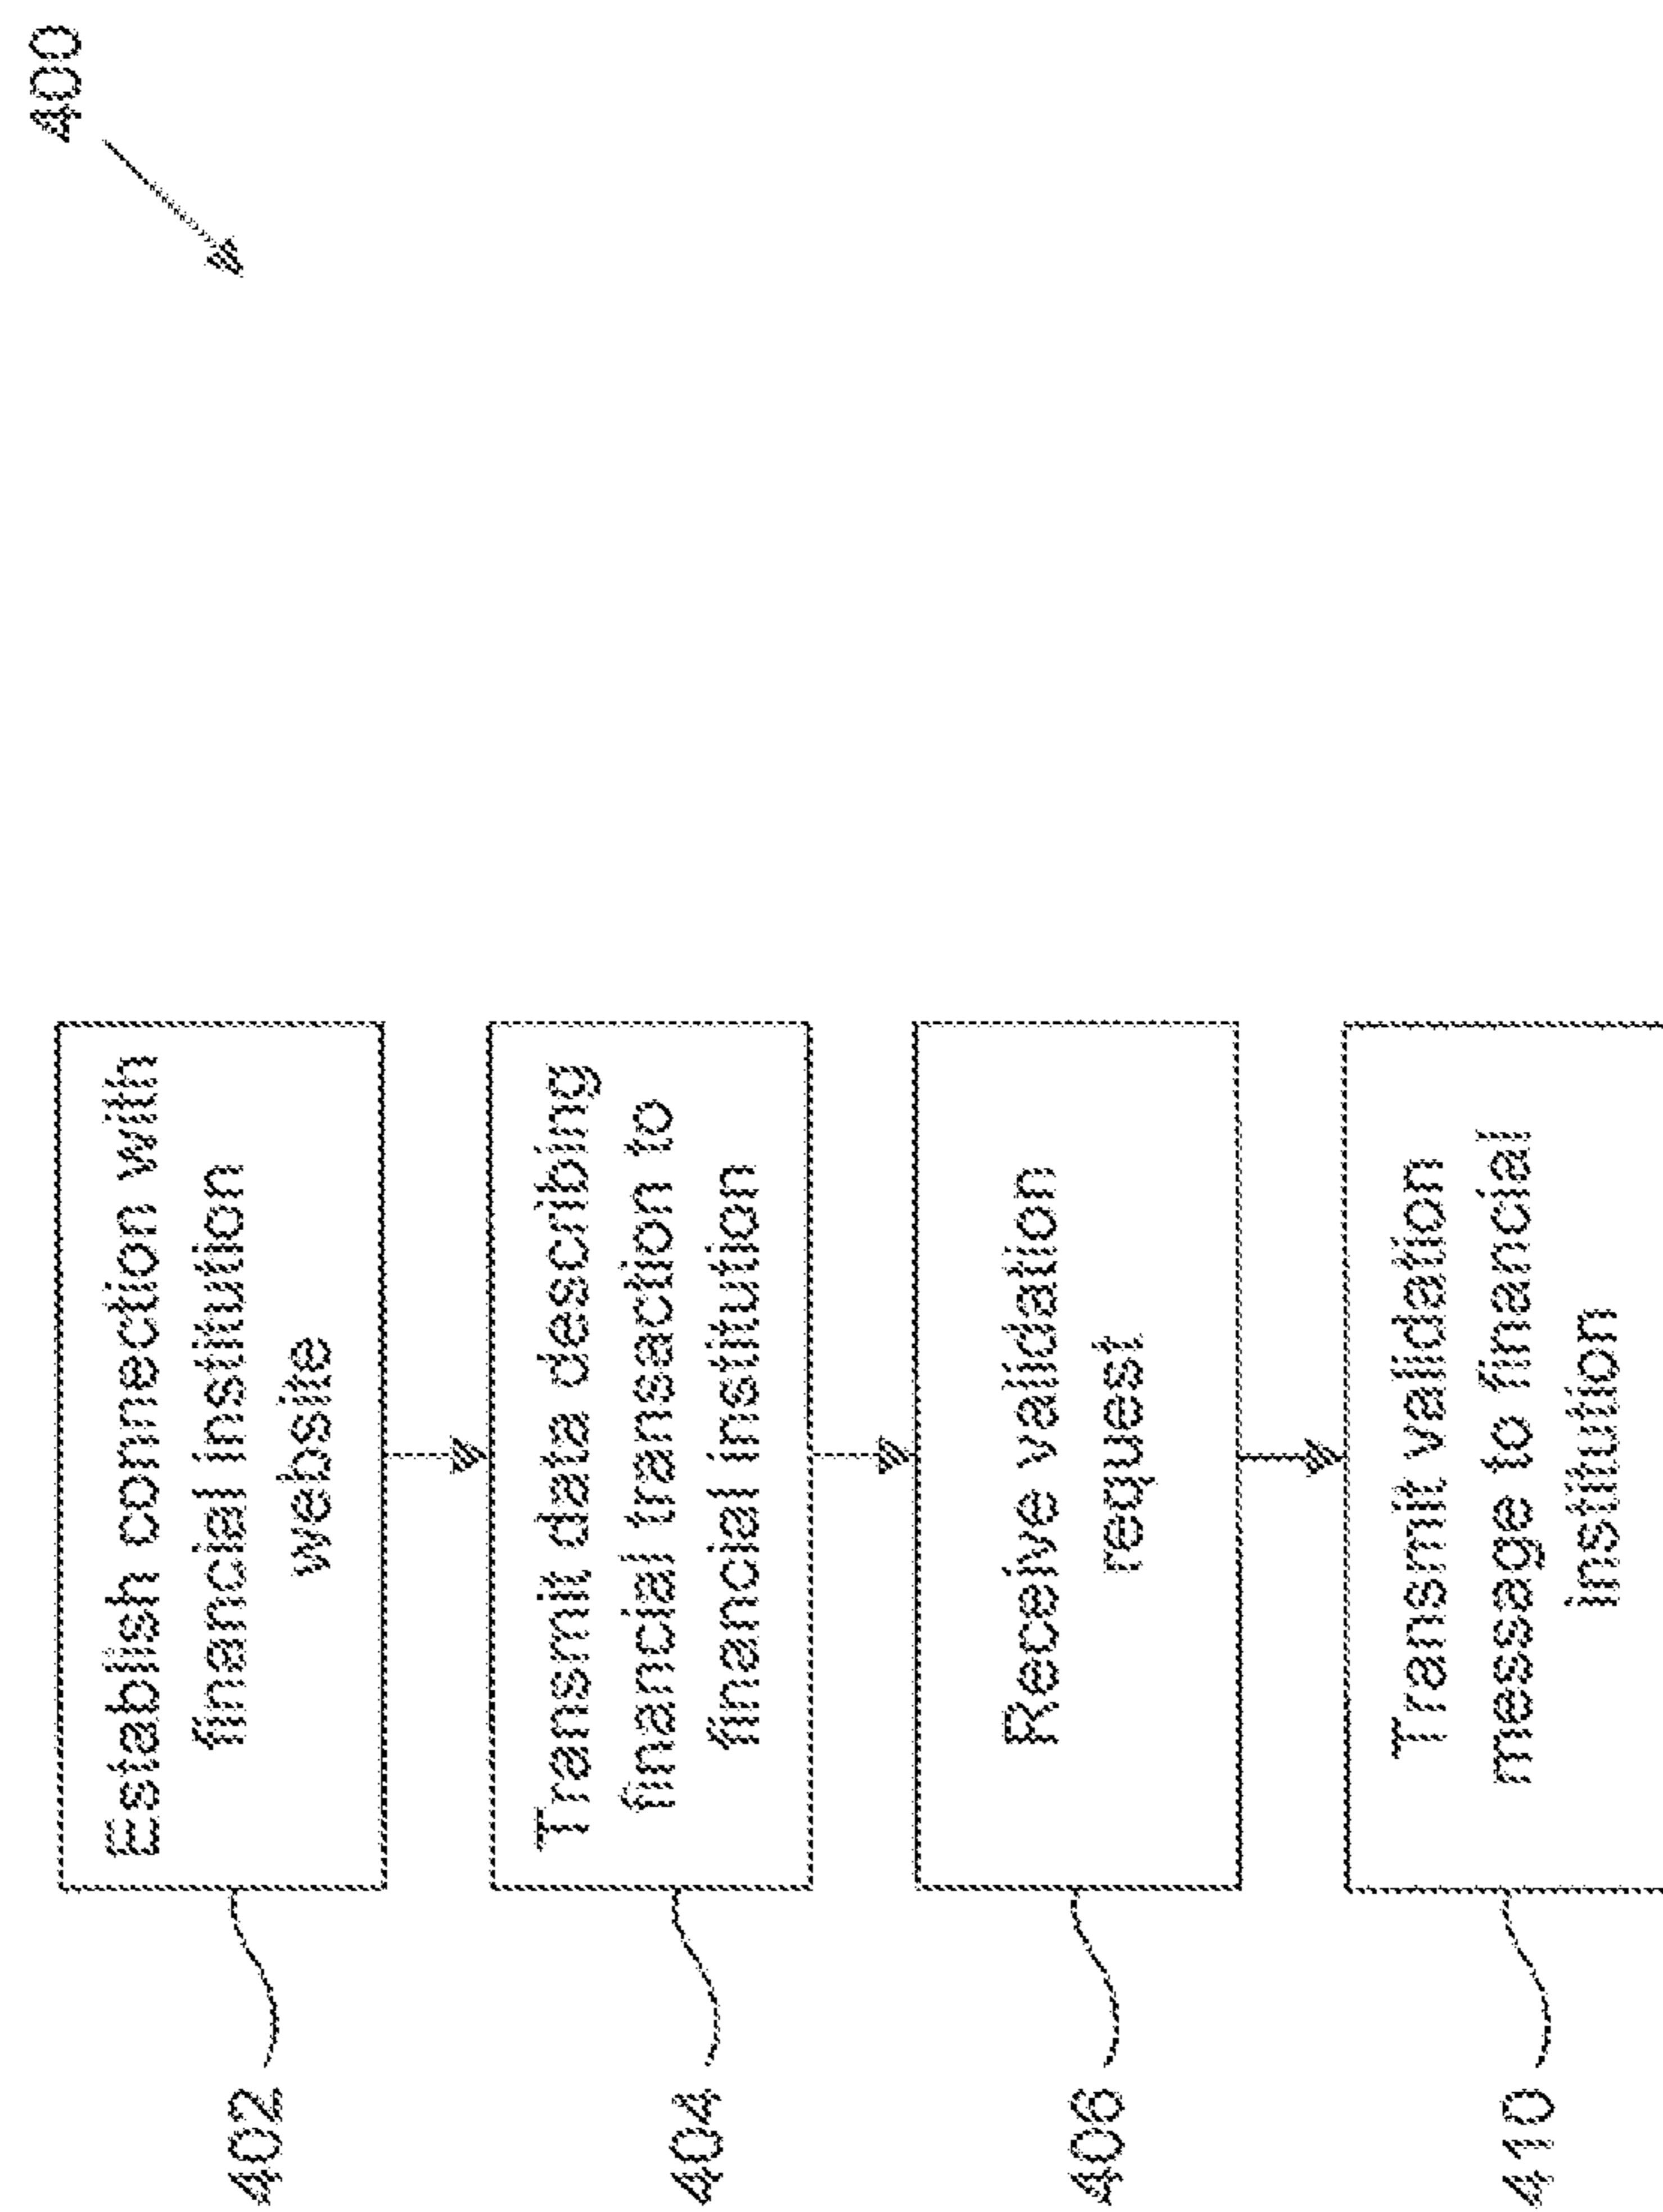 400
402
Establish connection with
financial institution
website
404
Transmit data describing
financial transaction to
financial institution
406
Receive validation
request
410
Transmit validation
message to financial
institution